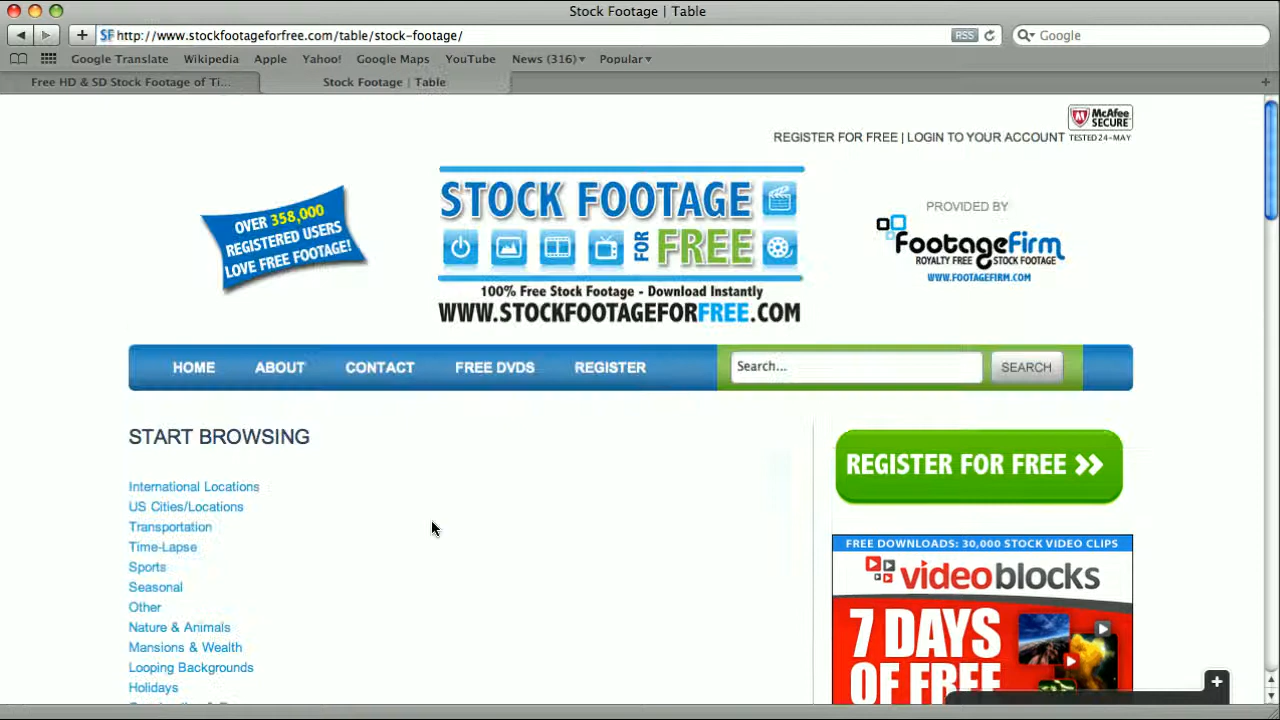 Stock Footage | Table
SF http://www.stockfootageforfree.com/table/stock-footage/
RSS
Google
Google Translate Wikipedia Apple Yahoo! Google Maps YouTube News (316) Popular
Free HD & SD Stock Footage of Ti...
Stock Footage | Table
McAfee
SECURE
TESTED 24-MAY
REGISTER FOR FREE | LOGIN TO YOUR ACCOUNT
OVER 358,000
REGISTERED USERS
LOVE FREE FOOTAGE!
STOCK FOOTAGE
FOR FREE
100% Free Stock Footage - Download Instantly
WWW.STOCKFOOTAGEFORFREE.COM
PROVIDED BY
FootageFirm
ROYALTY FREE STOCK FOOTAGE
WWW.FOOTAGEFIRM.COM
HOME ABOUT CONTACT FREE DVDS REGISTER
Search...
SEARCH
START BROWSING
International Locations
US Cities/Locations
Transportation
Time-Lapse
Sports
Seasonal
Other
Nature & Animals
Mansions & Wealth
Looping Backgrounds
Holidays
REGISTER FOR FREE >>
FREE DOWNLOADS: 30,000 STOCK VIDEO CLIPS
videoblocks
7 DAYS
OF FREE